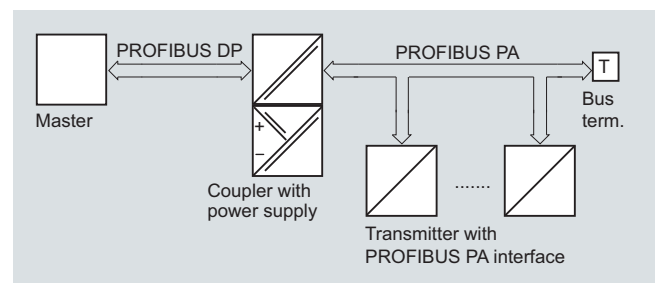 PROFIBUS DP
PROFIBUS PA
T
Master
Bus
term.
+
–
Coupler with
power supply
.......
Transmitter with
PROFIBUS PA interface